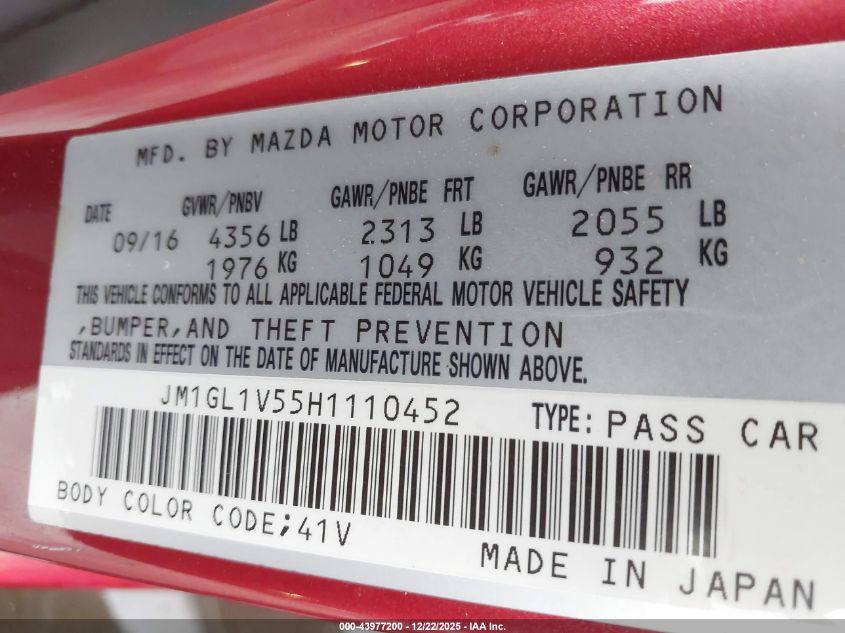 MFD. BY MAZDA MOTOR CORPORATION
DATE GVWR/PNBV GAWR/PNBE FRT GAWR/PNBE RR
09/16 4356 LB 2313 LB 2055 LB
1976 KG 1049 KG 932 KG
THIS VEHICLE CONFORMS TO ALL APPLICABLE FEDERAL MOTOR VEHICLE SAFETY
,BUMPER,AND THEFT PREVENTION
STANDARDS IN EFFECT ON THE DATE OF MANUFACTURE SHOWN ABOVE.
JM1GL1V55H1110452 TYPE: PASS CAR
BODY COLOR CODE;41V
MADE IN JAPAN
000-43977200 - 12/22/2025 - IAA Inc.